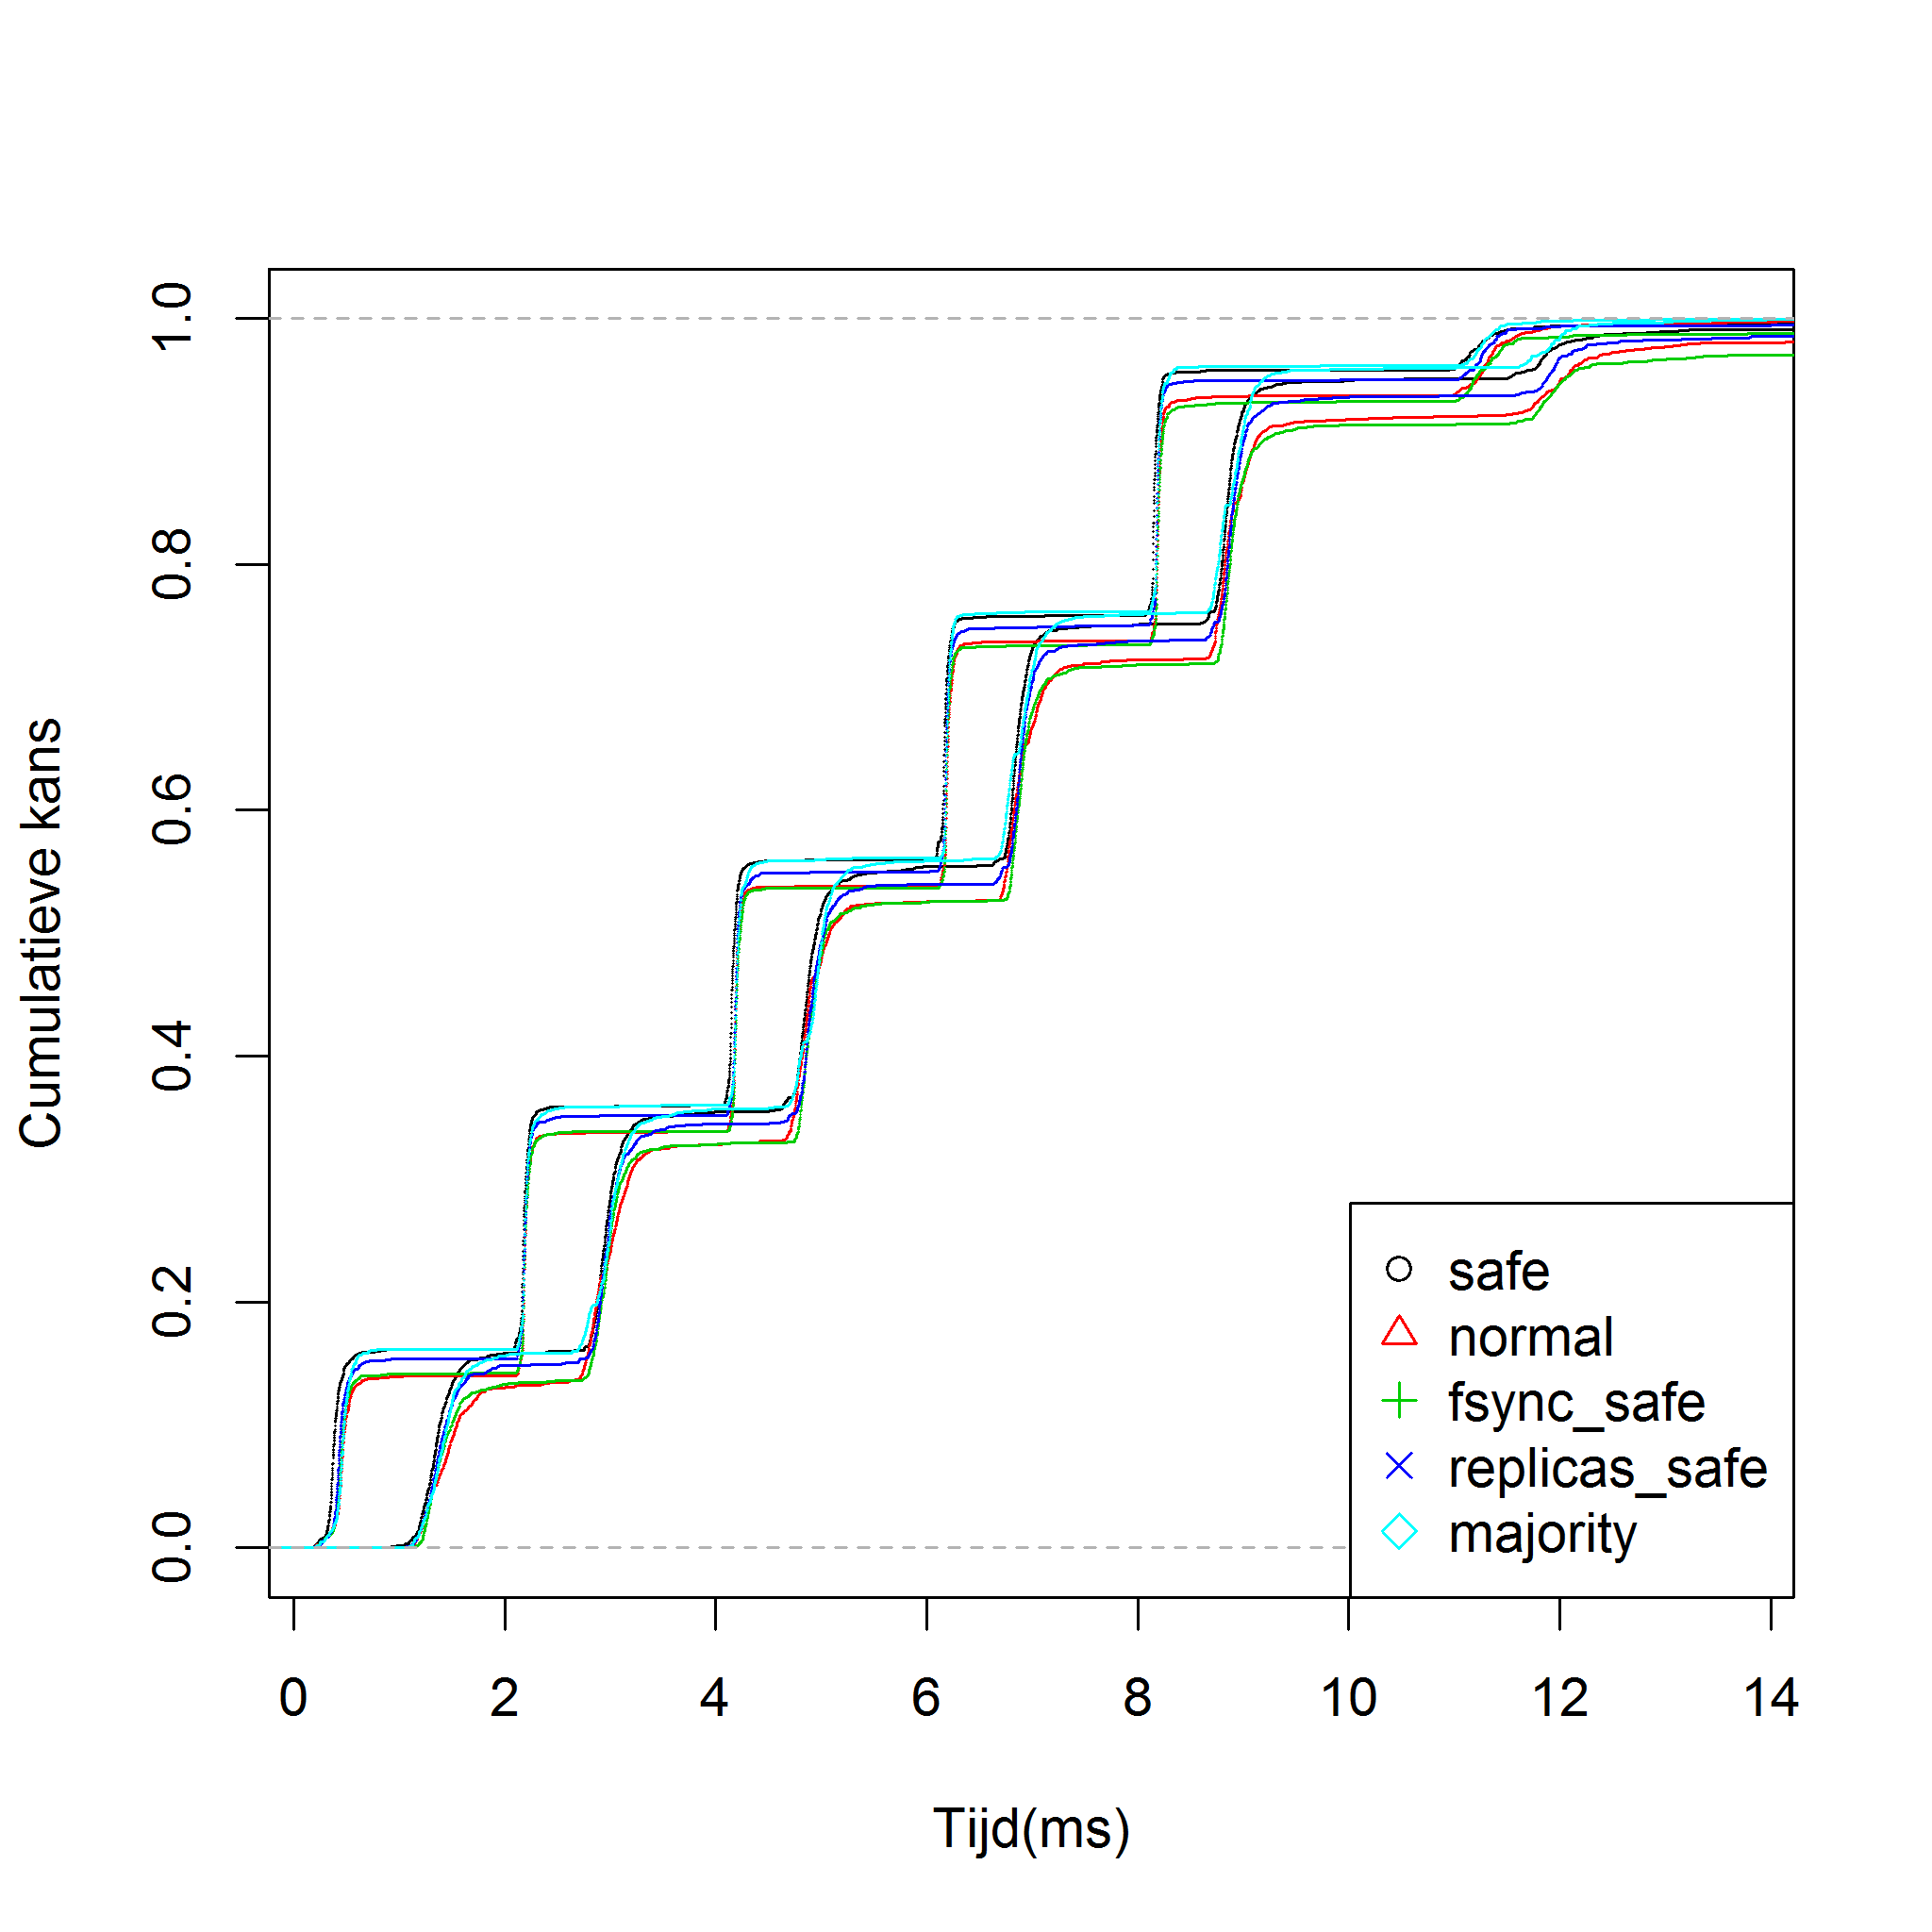 Cumulatieve kans
1.0
0.8
0.6
0.4
0.2
0.0
safe
normal
fsync_safe
replicas_safe
majority
0 2 4 6 8 10 12 14
Tijd(ms)